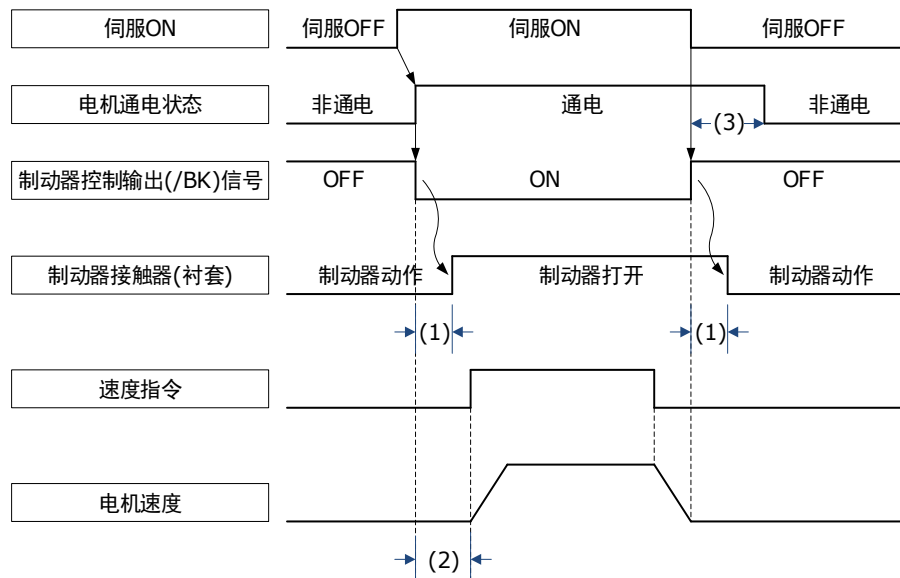 伺服ON
伺服OFF
伺服ON
伺服OFF
电机通电状态
非通电
通电
(3)
非通电
制动器控制输出(/BK)信号
OFF
ON
OFF
制动器接触器(衬套)
制动器动作
制动器打开
制动器动作
(1)
(1)
速度指令
电机速度
(2)